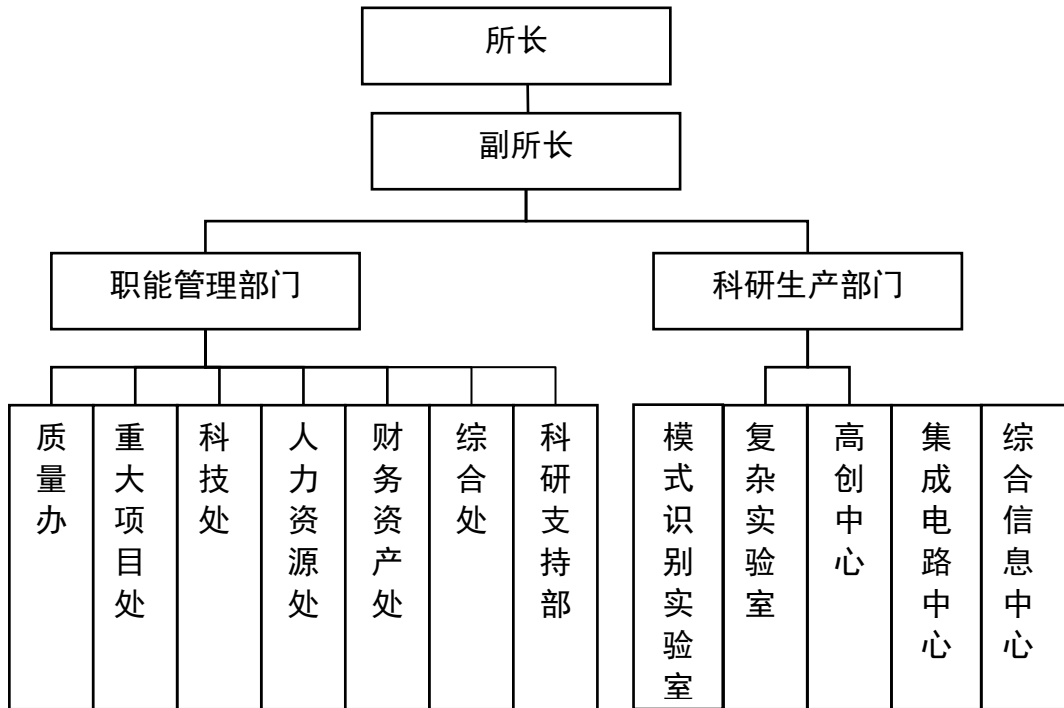 所长
副所长
职能管理部门
科研生产部门
质量办
重大项目处
科技处
人力资源处
财务资产处
综合处
科研支持部
模式识别实验室
复杂实验室
高创中心
集成电路中心
综合信息中心